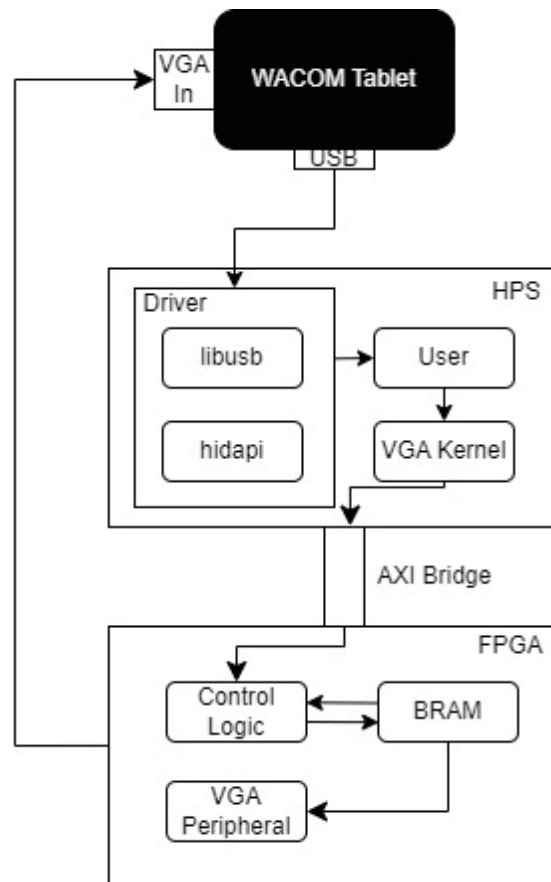 VGA
In
WACOM Tablet
USB
HPS
Driver
libusb
User
hidapi
VGA Kernel
AXI Bridge
FPGA
Control
Logic
BRAM
VGA
Peripheral